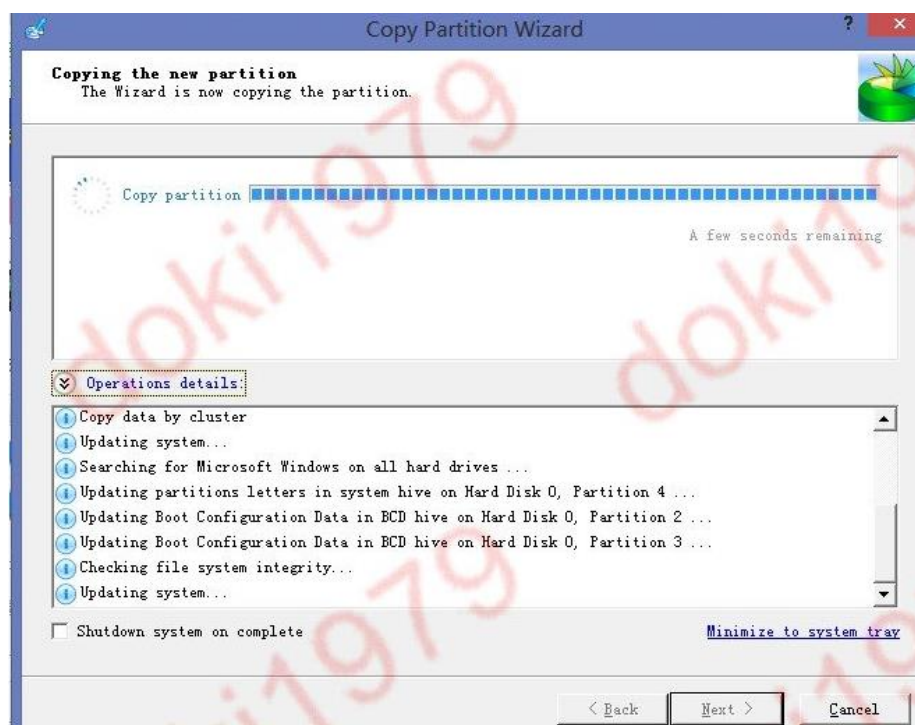 Copy Partition Wizard
?
Copying the new partition
The Wizard is now copying the partition.
Copy partition
A few seconds remaining
Operations details:
Copy data by cluster
Updating system...
Searching for Microsoft Windows on all hard drives ...
Updating partitions letters in system hive on Hard Disk 0, Partition 4 ...
Updating Boot Configuration Data in BCD hive on Hard Disk 0, Partition 2 ...
Updating Boot Configuration Data in BCD hive on Hard Disk 0, Partition 3 ...
Checking file system integrity...
Updating system...
Shutdown system on complete
Minimize to system tray
< Back
Next >
Cancel
doki1979
doki1979
doki1979